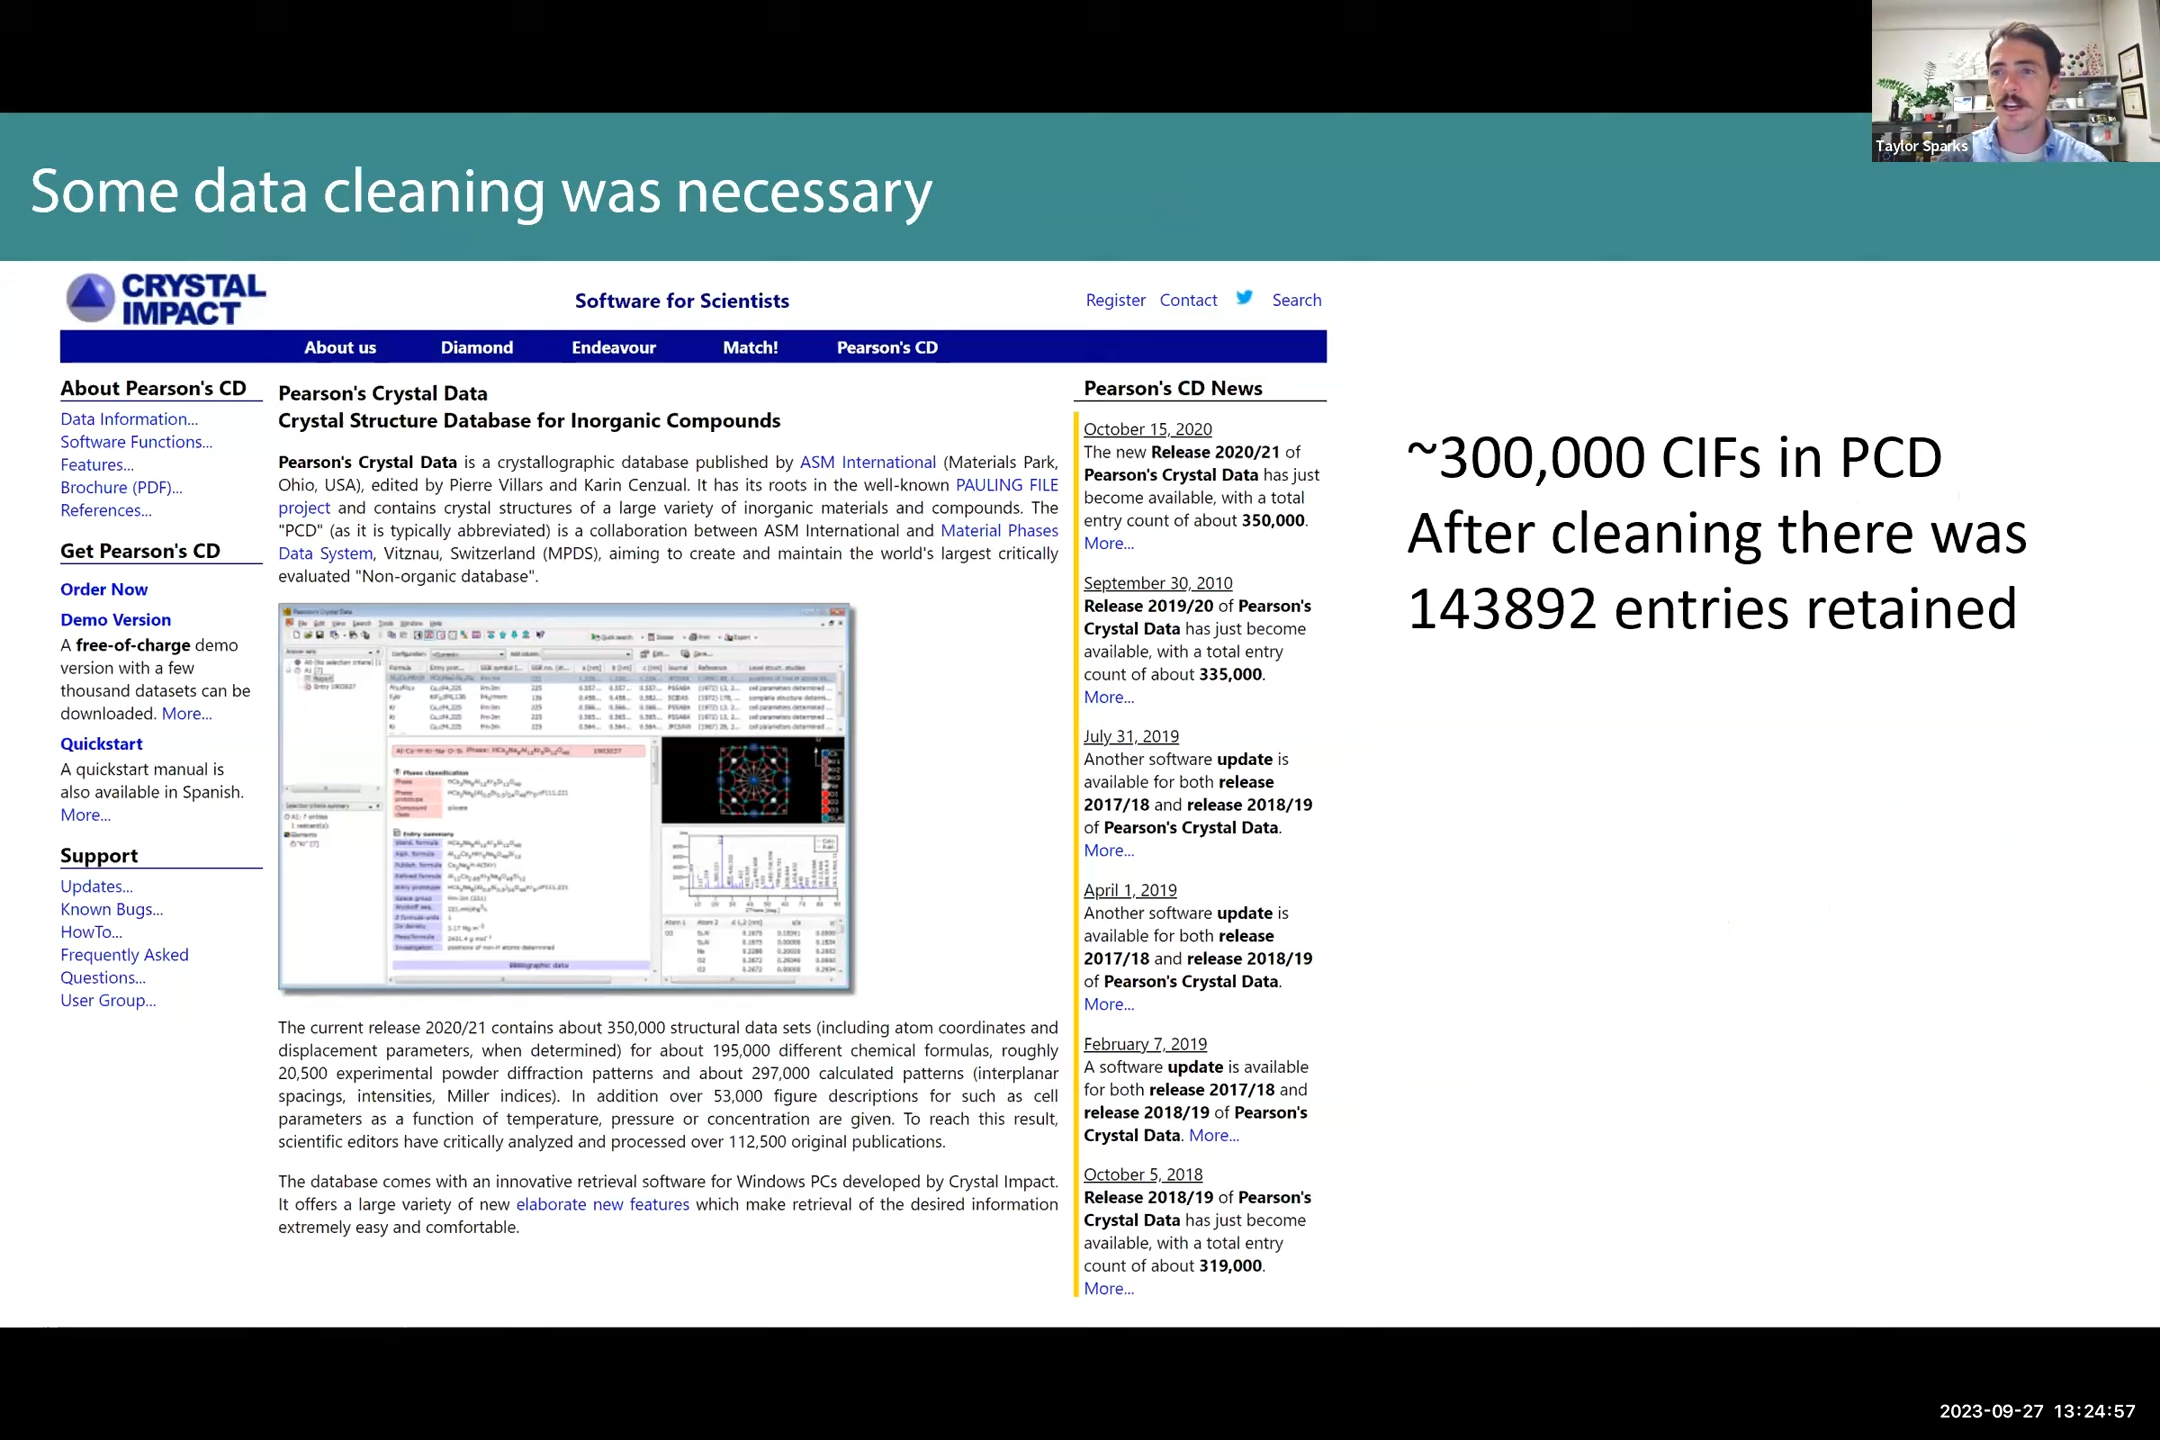 Taylor Sparks
Some data cleaning was necessary
CRYSTAL
IMPACT
Software for Scientists
Register Contact Search
About us Diamond Endeavour Match! Pearson's CD
About Pearson's CD
Data Information...
Software Functions...
Features...
Brochure (PDF)...
References...
Get Pearson's CD
Order Now
Demo Version
A free-of-charge demo
version with a few
thousand datasets can be
downloaded. More...
Quickstart
A quickstart manual is
also available in Spanish.
More...
Support
Updates...
Known Bugs...
HowTo...
Frequently Asked
Questions...
User Group...
Pearson's Crystal Data
Crystal Structure Database for Inorganic Compounds
Pearson's Crystal Data is a crystallographic database published by ASM International (Materials Park,
Ohio, USA), edited by Pierre Villars and Karin Cenzual. It has its roots in the well-known PAULING FILE
project and contains crystal structures of a large variety of inorganic materials and compounds. The
"PCD" (as it is typically abbreviated) is a collaboration between ASM International and Material Phases
Data System, Vitznau, Switzerland (MPDS), aiming to create and maintain the world's largest critically
evaluated "Non-organic database".
Phase classification
Entry summary
Bibliographic data
The current release 2020/21 contains about 350,000 structural data sets (including atom coordinates and
displacement parameters, when determined) for about 195,000 different chemical formulas, roughly
20,500 experimental powder diffraction patterns and about 297,000 calculated patterns (interplanar
spacings, intensities, Miller indices). In addition over 53,000 figure descriptions for such as cell
parameters as a function of temperature, pressure or concentration are given. To reach this result,
scientific editors have critically analyzed and processed over 112,500 original publications.
The database comes with an innovative retrieval software for Windows PCs developed by Crystal Impact.
It offers a large variety of new elaborate new features which make retrieval of the desired information
extremely easy and comfortable.
Pearson's CD News
October 15, 2020
The new Release 2020/21 of
Pearson's Crystal Data has just
become available, with a total
entry count of about 350,000.
More...
September 30, 2010
Release 2019/20 of Pearson's
Crystal Data has just become
available, with a total entry
count of about 335,000.
More...
July 31, 2019
Another software update is
available for both release
2017/18 and release 2018/19
of Pearson's Crystal Data.
More...
April 1, 2019
Another software update is
available for both release
2017/18 and release 2018/19
of Pearson's Crystal Data.
More...
February 7, 2019
A software update is available
for both release 2017/18 and
release 2018/19 of Pearson's
Crystal Data. More...
October 5, 2018
Release 2018/19 of Pearson's
Crystal Data has just become
available, with a total entry
count of about 319,000.
More...
~300,000 CIFs in PCD
After cleaning there was
143892 entries retained
2023-09-27 13:24:57